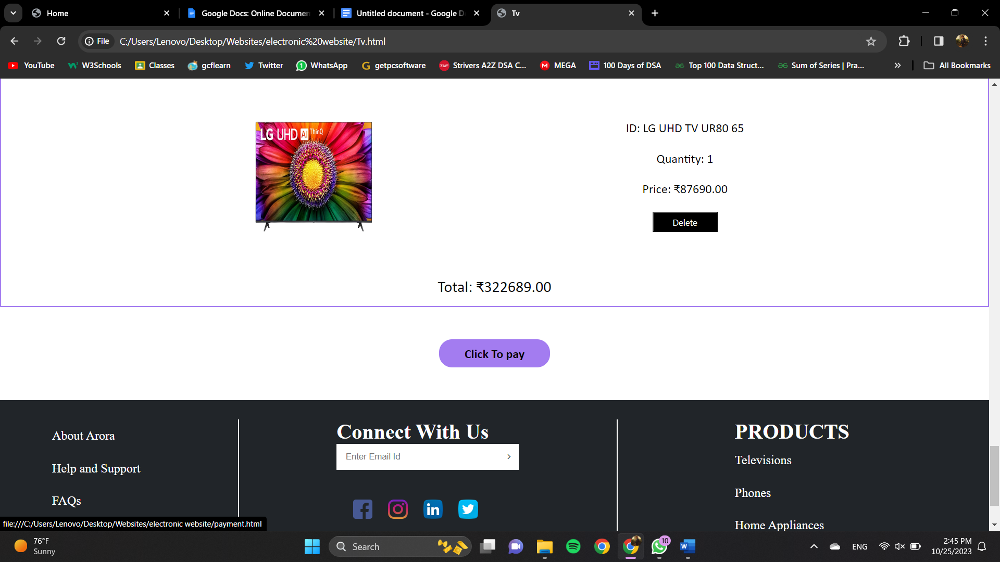 Home
Google Docs: Online Documen
Untitled document - Google D
Tv
File
C:/Users/Lenovo/Desktop/Websites/electronic%20website/Tv.html
YouTube
W3Schools
Classes
gcflearn
Twitter
WhatsApp
getpcsoftware
Strivers A2Z DSA C...
MEGA
100 Days of DSA
Top 100 Data Struct...
Sum of Series | Pra...
All Bookmarks
LG UHD AI ThinQ
ID: LG UHD TV UR80 65
Quantity: 1
Price: ₹87690.00
Delete
Total: ₹322689.00
Click To pay
About Arora
Help and Support
FAQs
Connect With Us
Enter Email Id
PRODUCTS
Televisions
Phones
Home Appliances
file:///C:/Users/Lenovo/Desktop/Websites/electronic website/payment.html
76°F
Sunny
Search
10
ENG
2:45 PM
10/25/2023